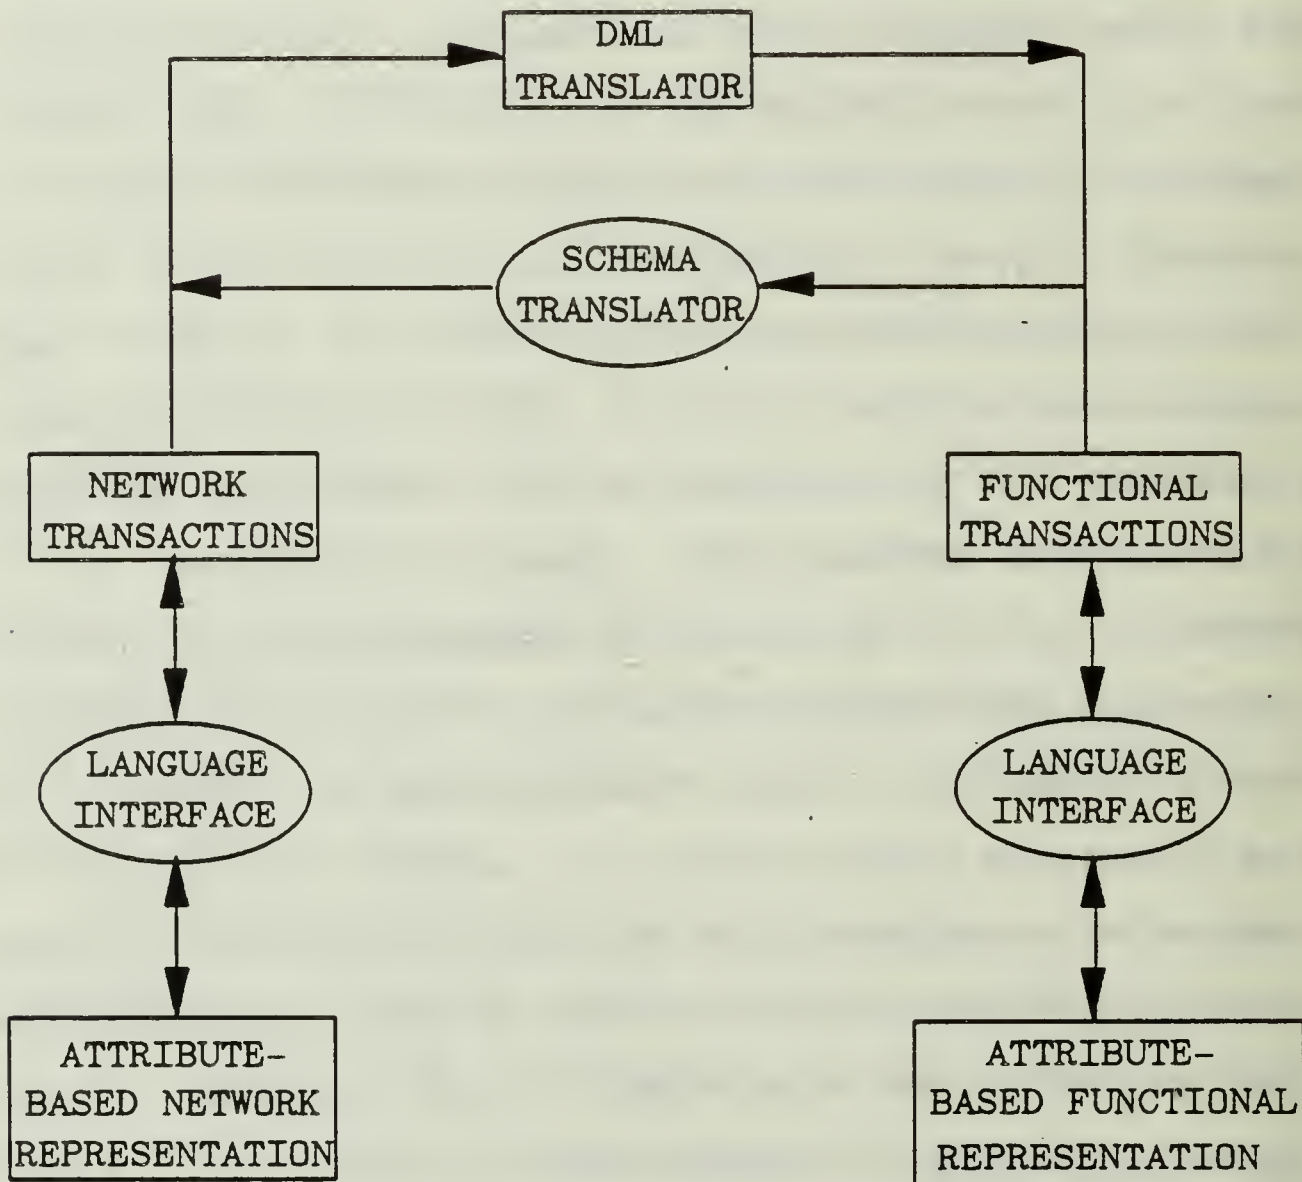 DML
TRANSLATOR
SCHEMA
TRANSLATOR
NETWORK
TRANSACTIONS
FUNCTIONAL
TRANSACTIONS
LANGUAGE
INTERFACE
LANGUAGE
INTERFACE
ATTRIBUTE-
BASED NETWORK
REPRESENTATION
ATTRIBUTE-
BASED FUNCTIONAL
REPRESENTATION